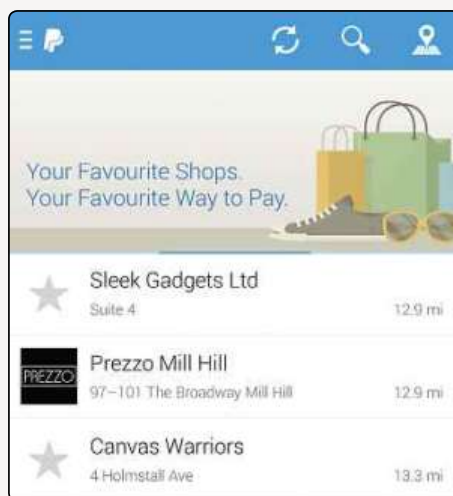 Your Favourite Shops.
Your Favourite Way to Pay.
Sleek Gadgets Ltd
Suite 4
12.9 mi
PREZZO
Prezzo Mill Hill
97–101 The Broadway Mill Hill
12.9 mi
Canvas Warriors
4 Holmstall Ave
13.3 mi